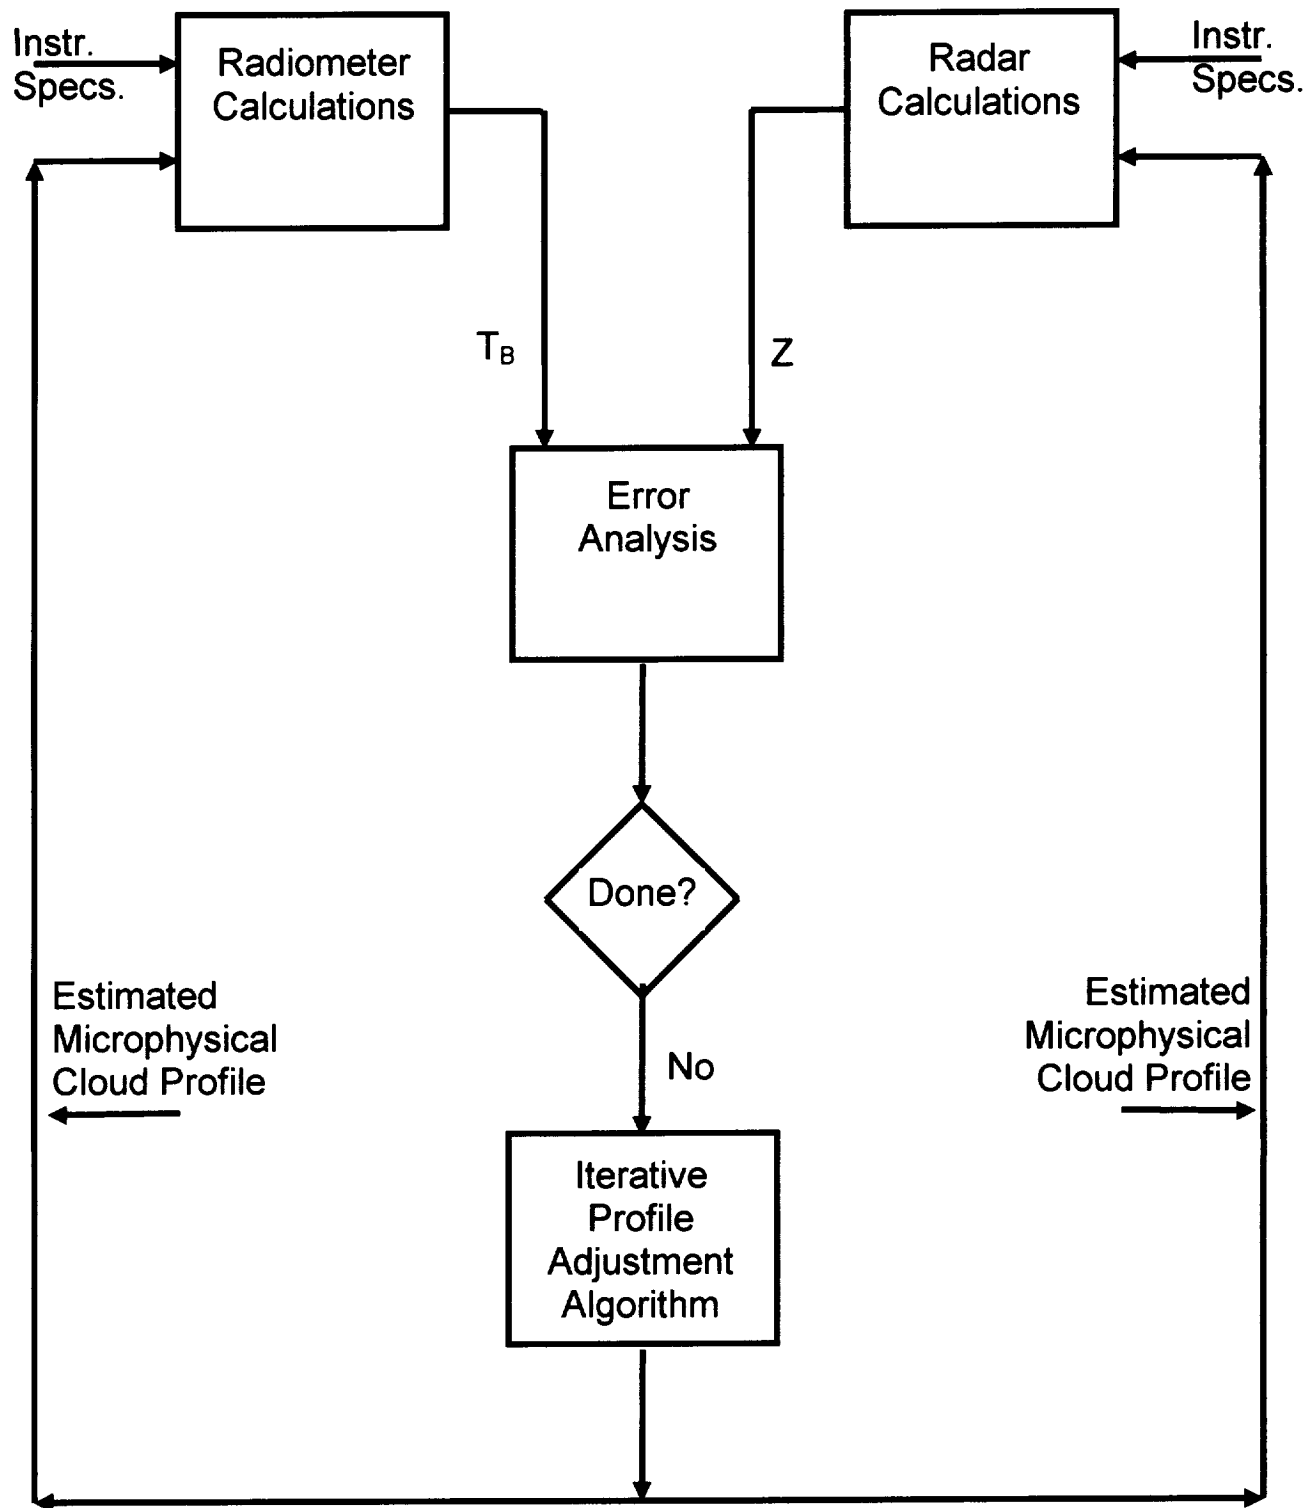 Instr.
Specs.
Radiometer
Calculations
Radar
Calculations
Instr.
Specs.
T_B
Z
Error
Analysis
Done?
Estimated
Microphysical
Cloud Profile
No
Estimated
Microphysical
Cloud Profile
Iterative
Profile
Adjustment
Algorithm